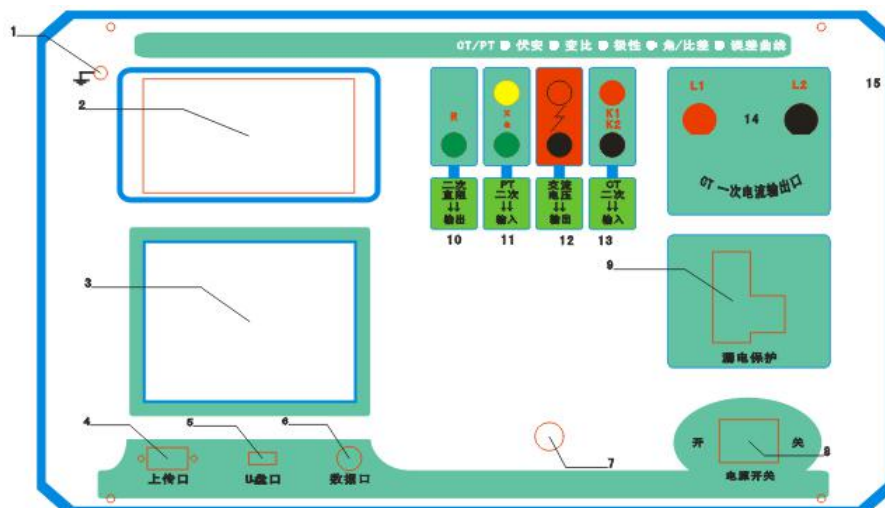 CT/PT 伏安 变比 极性 角/比差 误差曲线
1
2
3
4
5
6
7
8
9
R
×
a
K1
K2
二次
直阻
↓↓
输出
PT
二次
↓↓
输入
交流
电压
↓↓
输出
CT
二次
↓↓
输入
10
11
12
13
L1
L2
14
15
CT 一次电流输出口
漏电保护
上传口
U盘口
数据口
开
关
电源开关